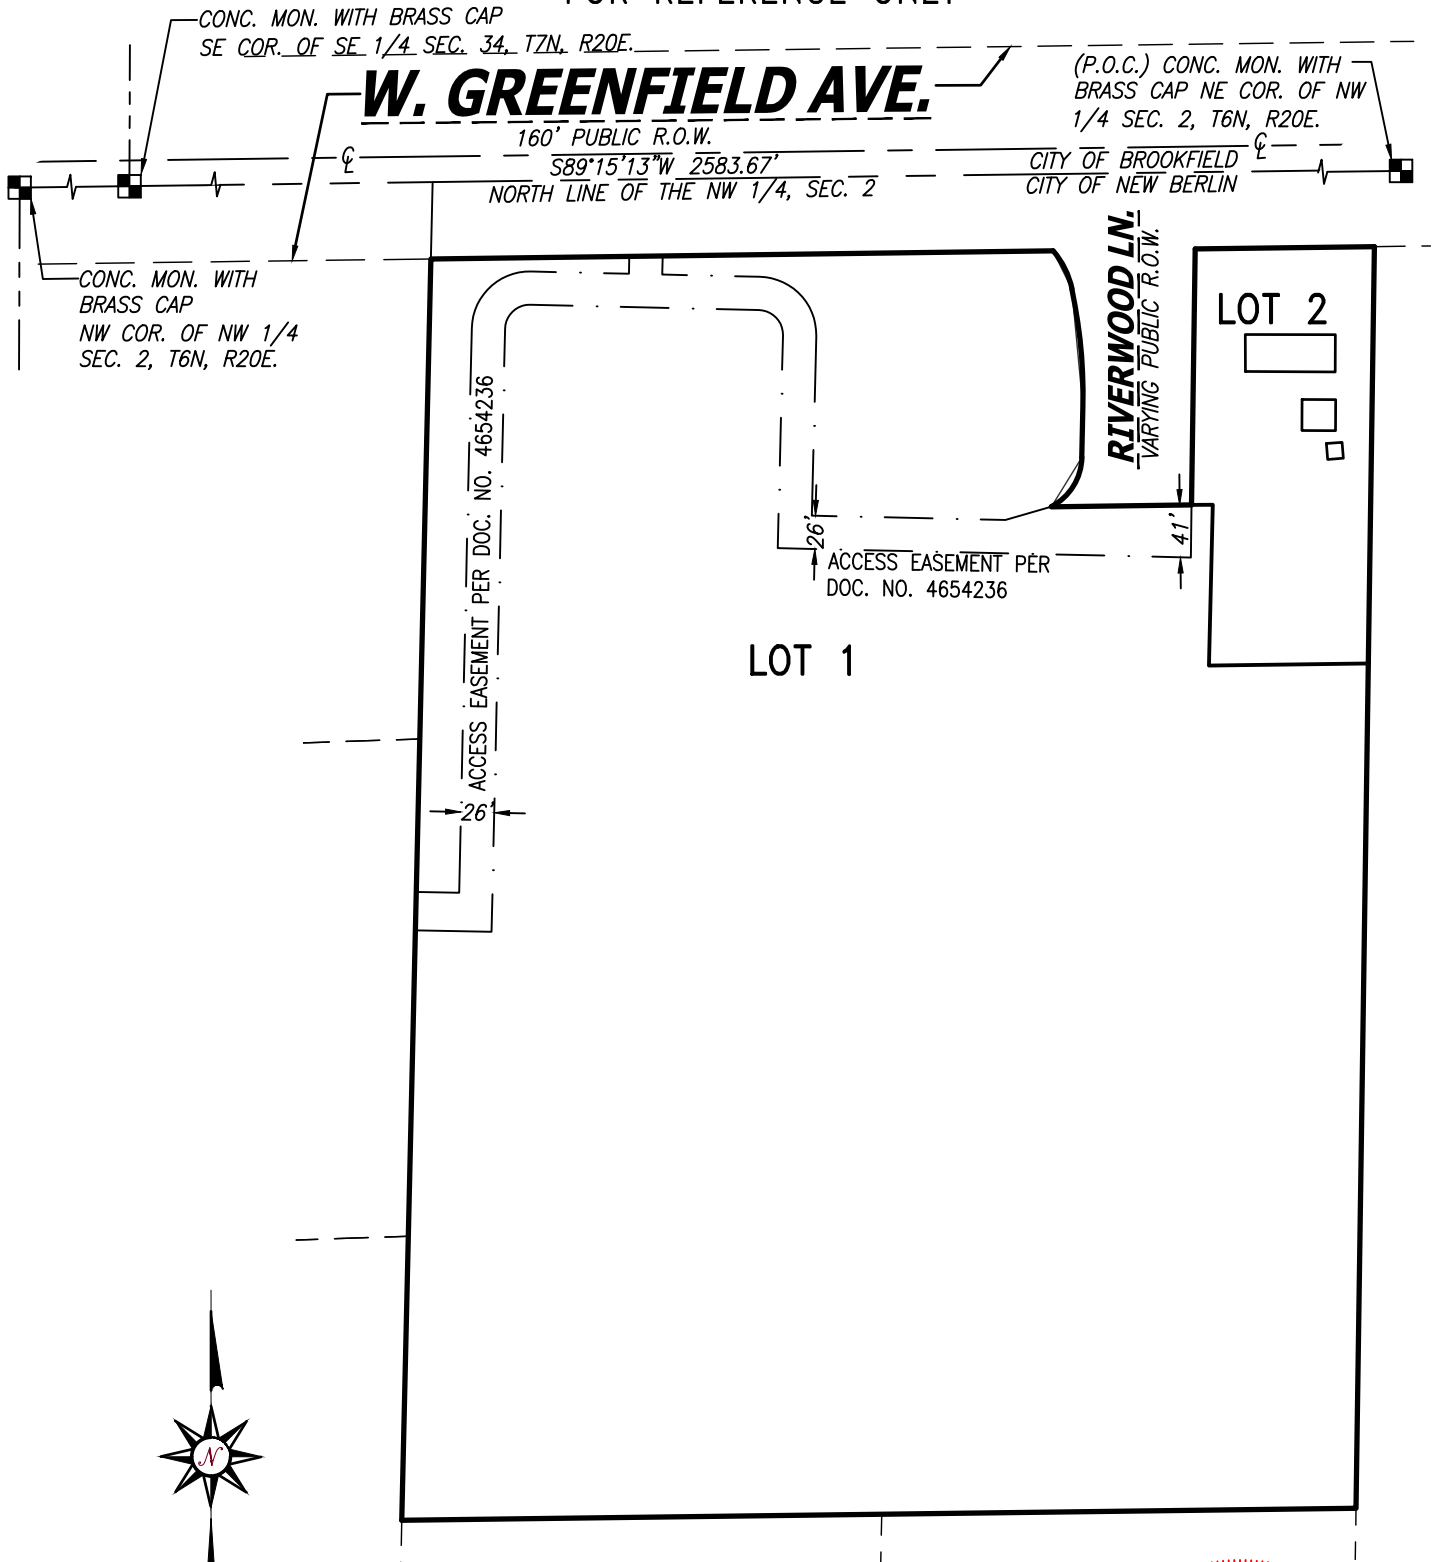 FOR REFERENCE ONLY
CONC. MON. WITH BRASS CAP
SE COR. OF SE 1/4 SEC. 34, T7N, R20E.
W. GREENFIELD AVE.
(P.O.C.) CONC. MON. WITH
BRASS CAP NE COR. OF NW
1/4 SEC. 2, T6N, R20E.
160' PUBLIC R.O.W.
S89°15'13"W 2583.67'
NORTH LINE OF THE NW 1/4, SEC. 2
CITY OF BROOKFIELD
CITY OF NEW BERLIN
CONC. MON. WITH
BRASS CAP
NW COR. OF NW 1/4
SEC. 2, T6N, R20E.
RIVERWOOD LN.
VARYING PUBLIC R.O.W.
LOT 2
ACCESS EASEMENT PER DOC. NO. 4654236
26'
41'
ACCESS EASEMENT PER
DOC. NO. 4654236
LOT 1
26'
N